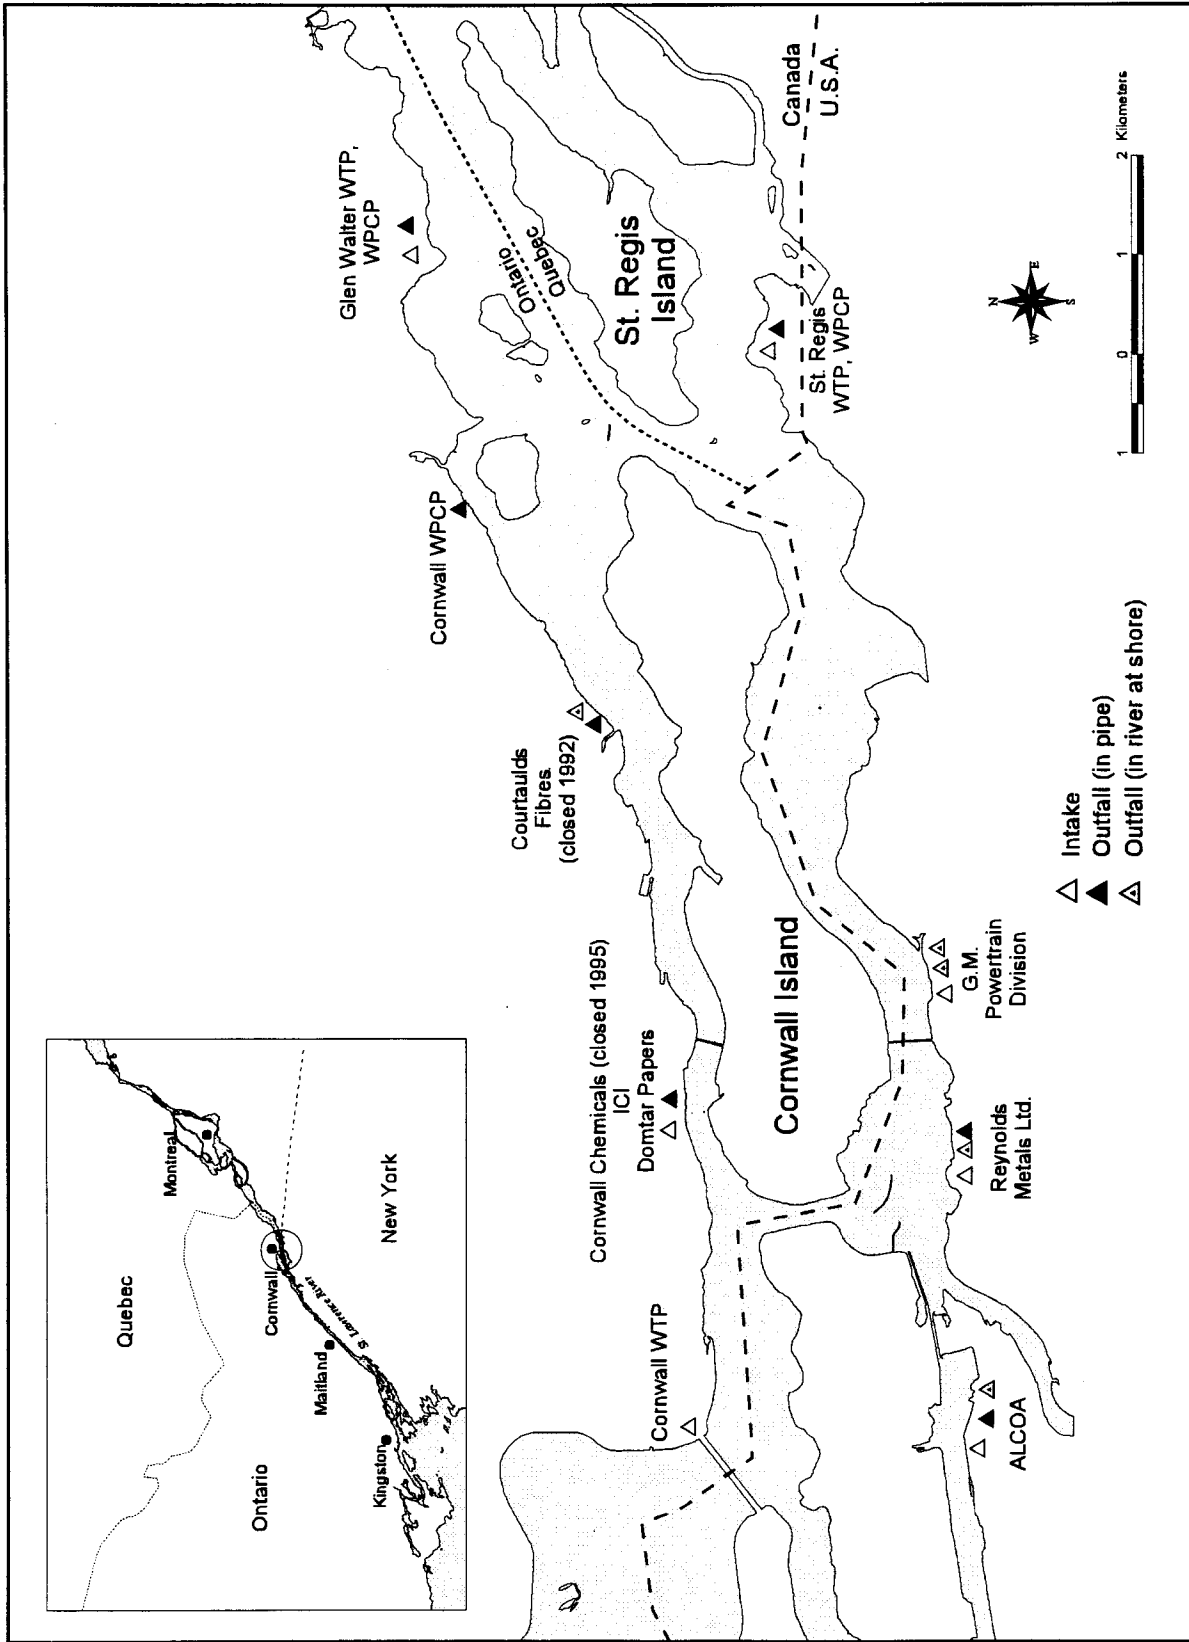 Quebec
Montreal
Ontario
Cornwall
Maitland
Kingston
St. Lawrence River
New York
Glen Walter WTP,
WPCP
Cornwall WPCP
Ontario
Quebec
St. Regis
Island
Canada
U.S.A.
St. Regis
WTP, WPCP
Courtaulds
Fibres
(closed 1992)
Cornwall Chemicals (closed 1995)
ICI
Domtar Papers
Cornwall WTP
Cornwall Island
G.M.
Powertrain
Division
Reynolds
Metals Ltd.
ALCOA
Intake
Outfall (in pipe)
Outfall (in river at shore)
N
W
E
S
1 0 1 2 Kilometers